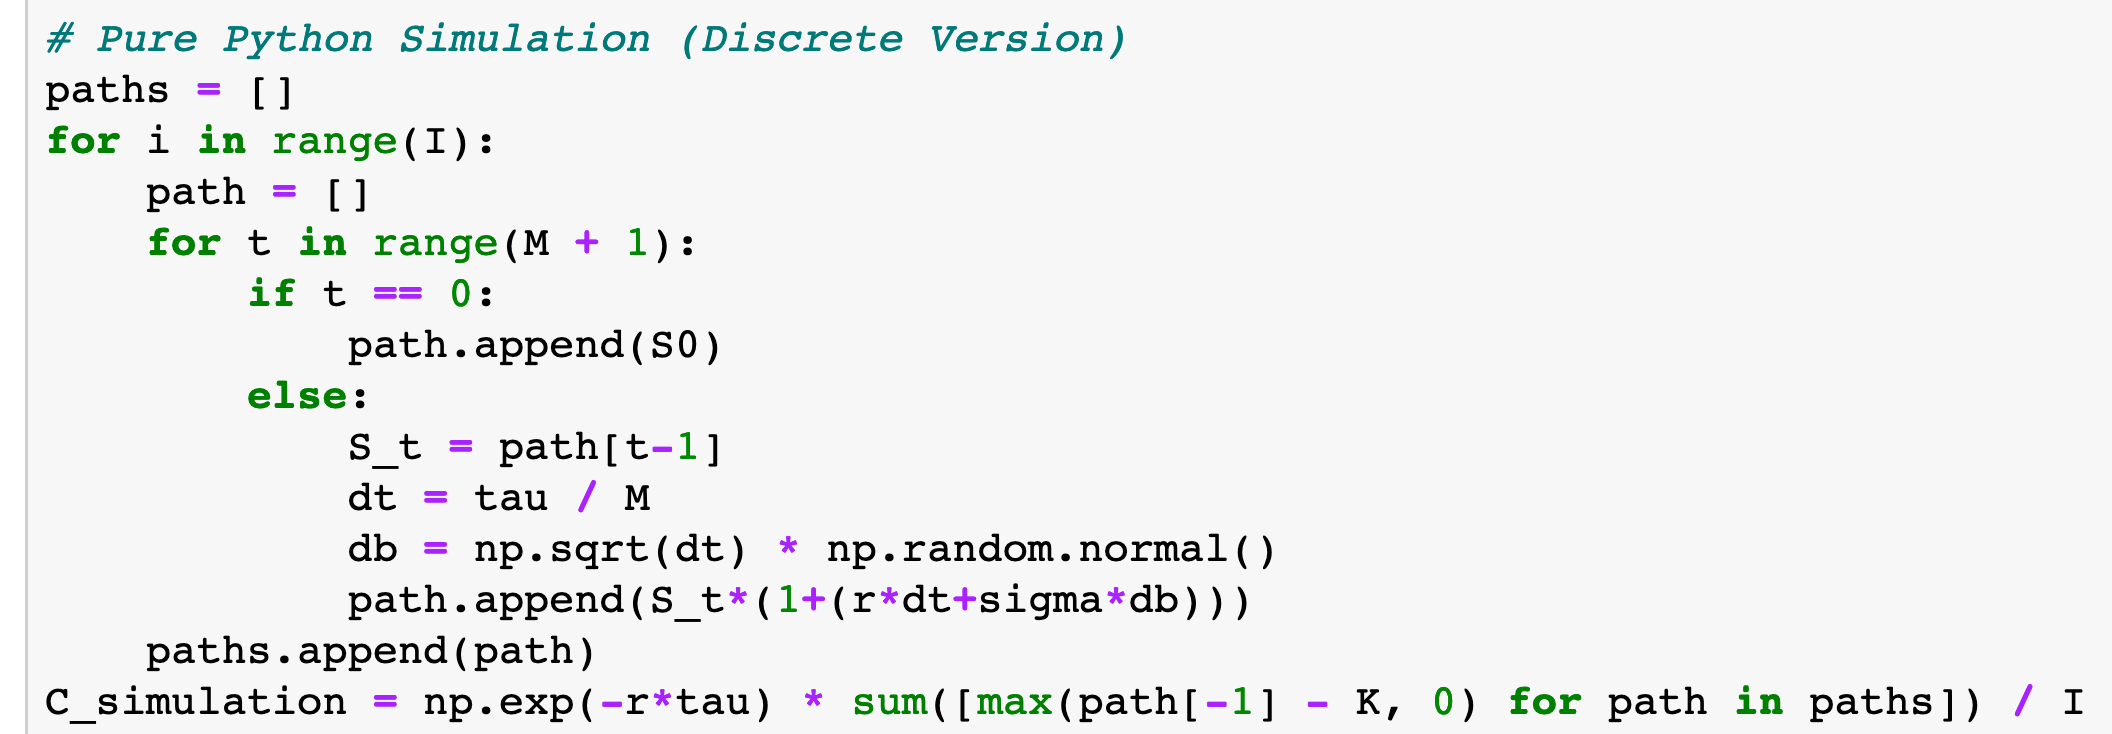 # Pure Python Simulation (Discrete Version)
paths = []
for i in range(I):
    path = []
    for t in range(M + 1):
        if t == 0:
            path.append(S0)
        else:
            S_t = path[t-1]
            dt = tau / M
            db = np.sqrt(dt) * np.random.normal()
            path.append(S_t*(1+(r*dt+sigma*db)))
    paths.append(path)
C_simulation = np.exp(-r*tau) * sum([max(path[-1] - K, 0) for path in paths]) / I